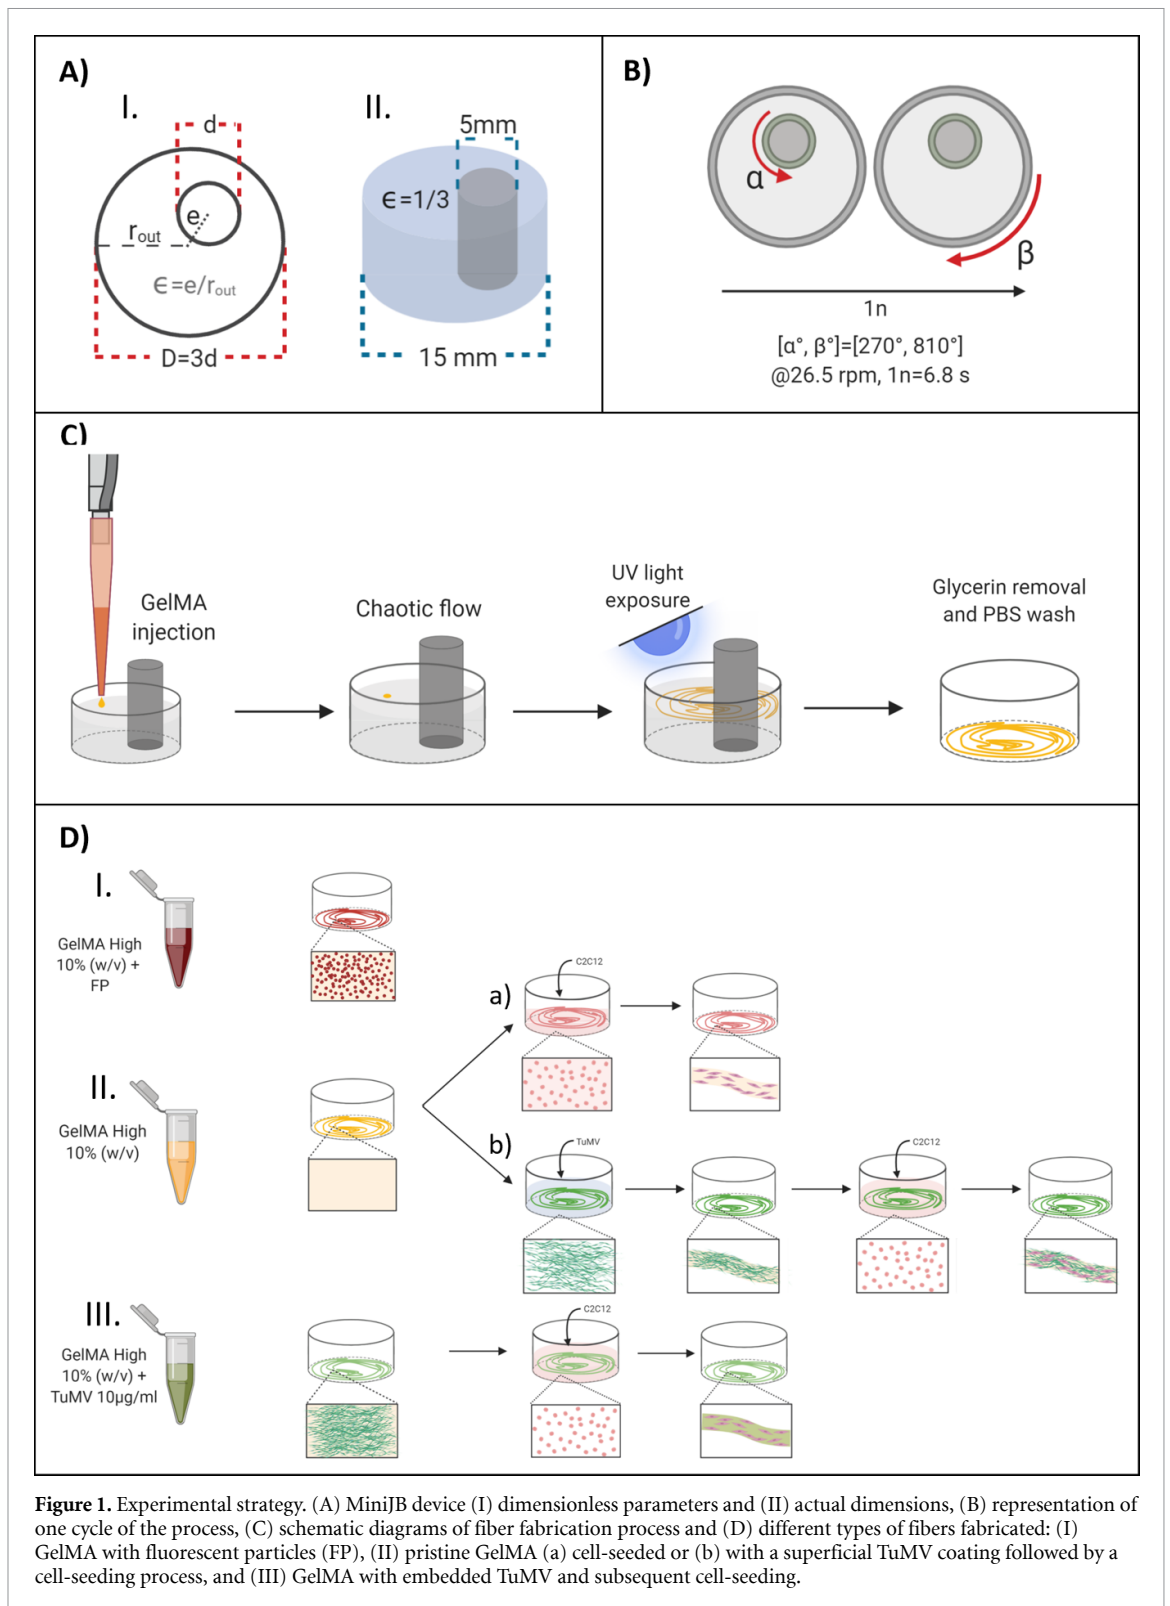 A)
I.
d
e
rout
ϵ=e/rout
D=3d
II.
5mm
ϵ=1/3
15 mm
B)
α
β
1n
[α°, β°]=[270°, 810°]
@26.5 rpm, 1n=6.8 s
C)
GelMA
injection
Chaotic flow
UV light
exposure
Glycerin removal
and PBS wash
D)
I.
GelMA High
10% (w/v) +
FP
II.
GelMA High
10% (w/v)
a)
C2C12
b)
TuMV
C2C12
III.
GelMA High
10% (w/v) +
TuMV 10µg/ml
C2C12
Figure 1. Experimental strategy. (A) MiniJB device (I) dimensionless parameters and (II) actual dimensions, (B) representation of
one cycle of the process, (C) schematic diagrams of fiber fabrication process and (D) different types of fibers fabricated: (I)
GelMA with fluorescent particles (FP), (II) pristine GelMA (a) cell-seeded or (b) with a superficial TuMV coating followed by a
cell-seeding process, and (III) GelMA with embedded TuMV and subsequent cell-seeding.